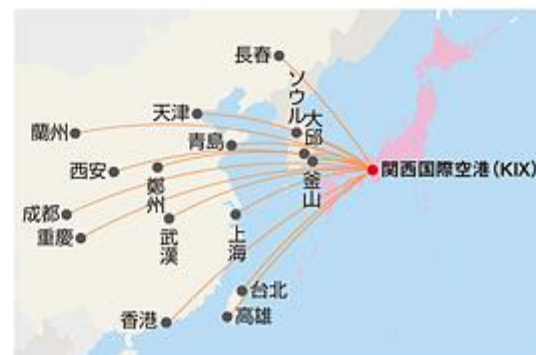 長春
ソウル
大邱
天津
蘭州
青島
関西国際空港（KIX）
西安
鄭州
釜山
成都
武漢
上海
重慶
台北
香港
高雄